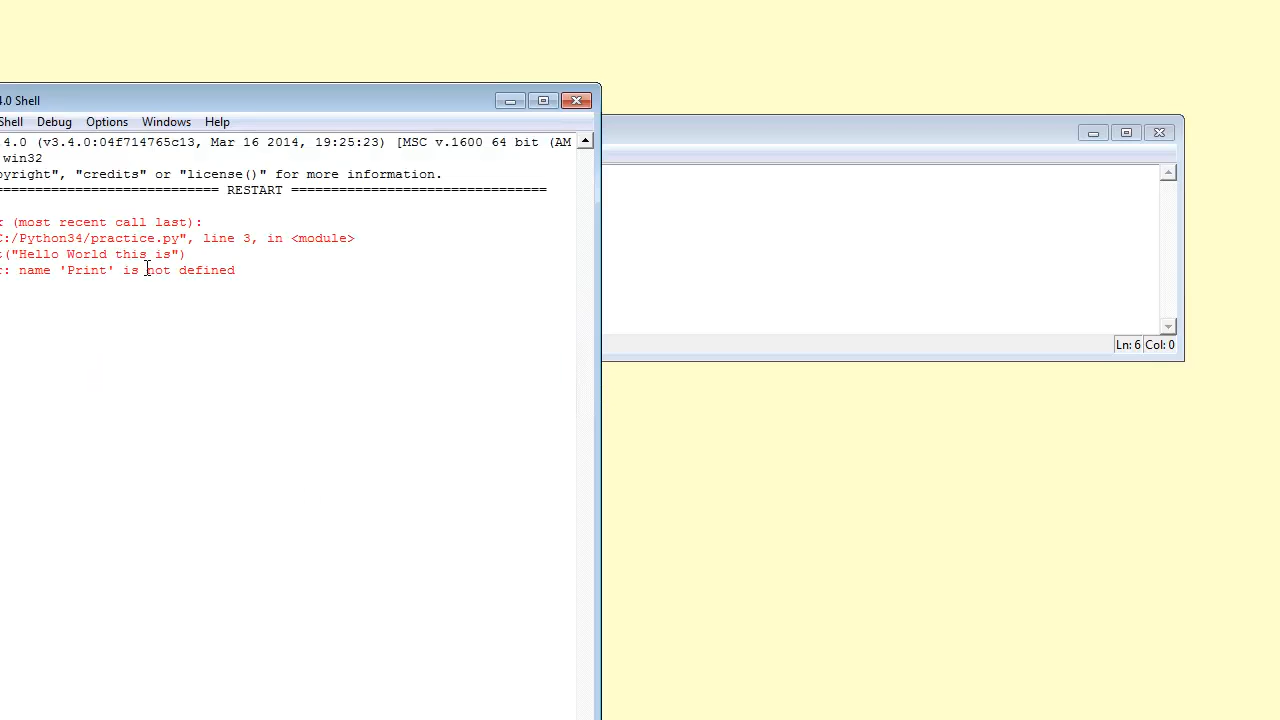 4.0 Shell
Shell Debug Options Windows Help
4.0 (v3.4.0:04f714765c13, Mar 16 2014, 19:25:23) [MSC v.1600 64 bit (AM
win32
pyright", "credits" or "license()" for more information.
============================ RESTART ================================
r (most recent call last):
C:/Python34/practice.py", line 3, in <module>
t("Hello World this is")
r: name 'Print' is not defined
Ln: 6 Col: 0